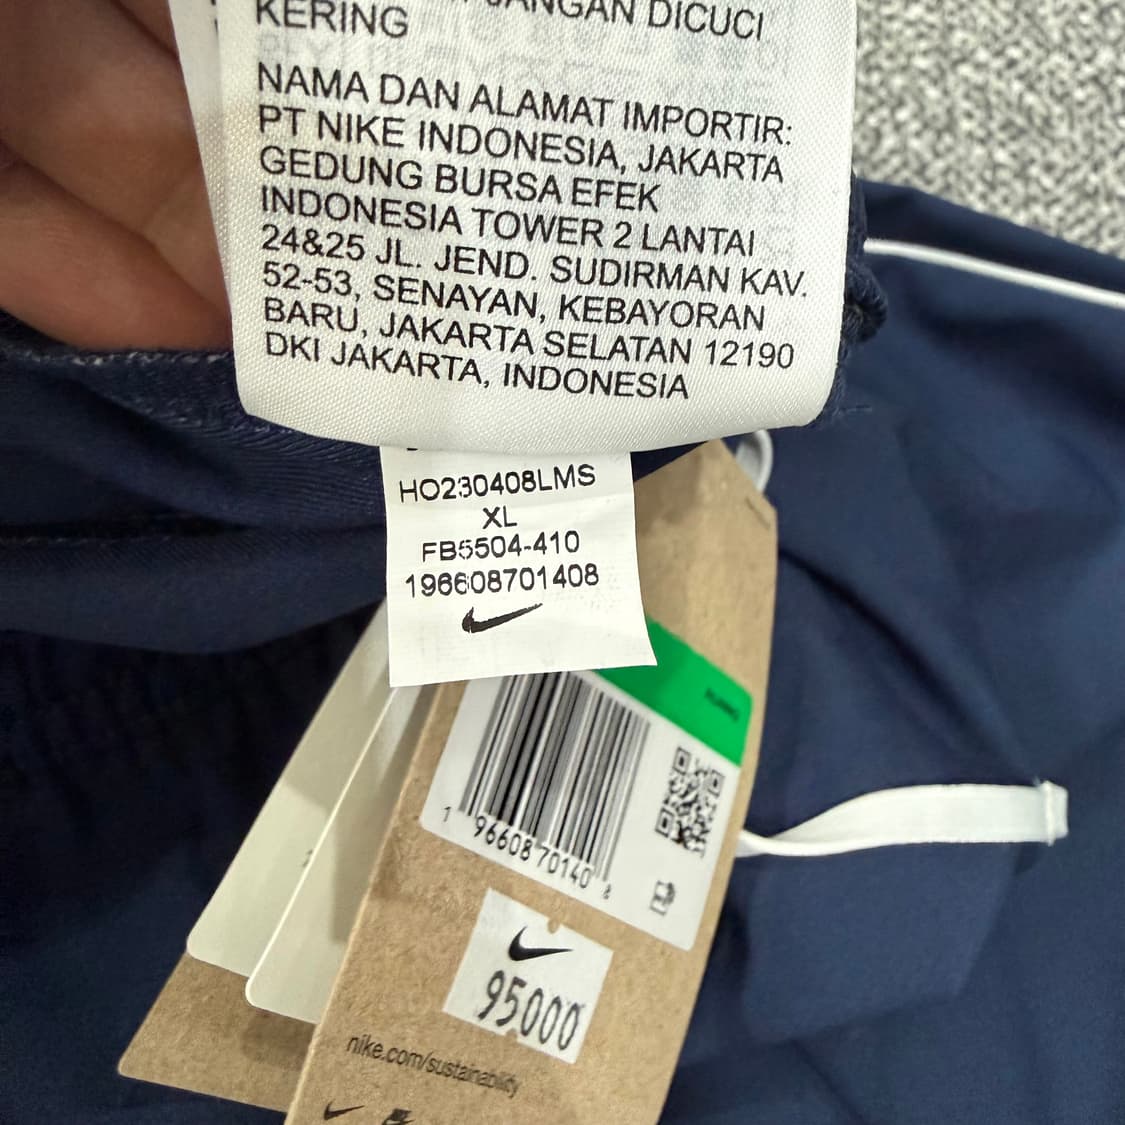 JANGAN DICUCI
KERING
NAMA DAN ALAMAT IMPORTIR:
PT NIKE INDONESIA, JAKARTA
GEDUNG BURSA EFEK
INDONESIA TOWER 2 LANTAI
24&25 JL. JEND. SUDIRMAN KAV.
52-53, SENAYAN, KEBAYORAN
BARU, JAKARTA SELATAN 12190
DKI JAKARTA, INDONESIA
HO230408LMS
XL
FB5504-410
196608701408
1 96608 70140 8
95000
nike.com/sustainability